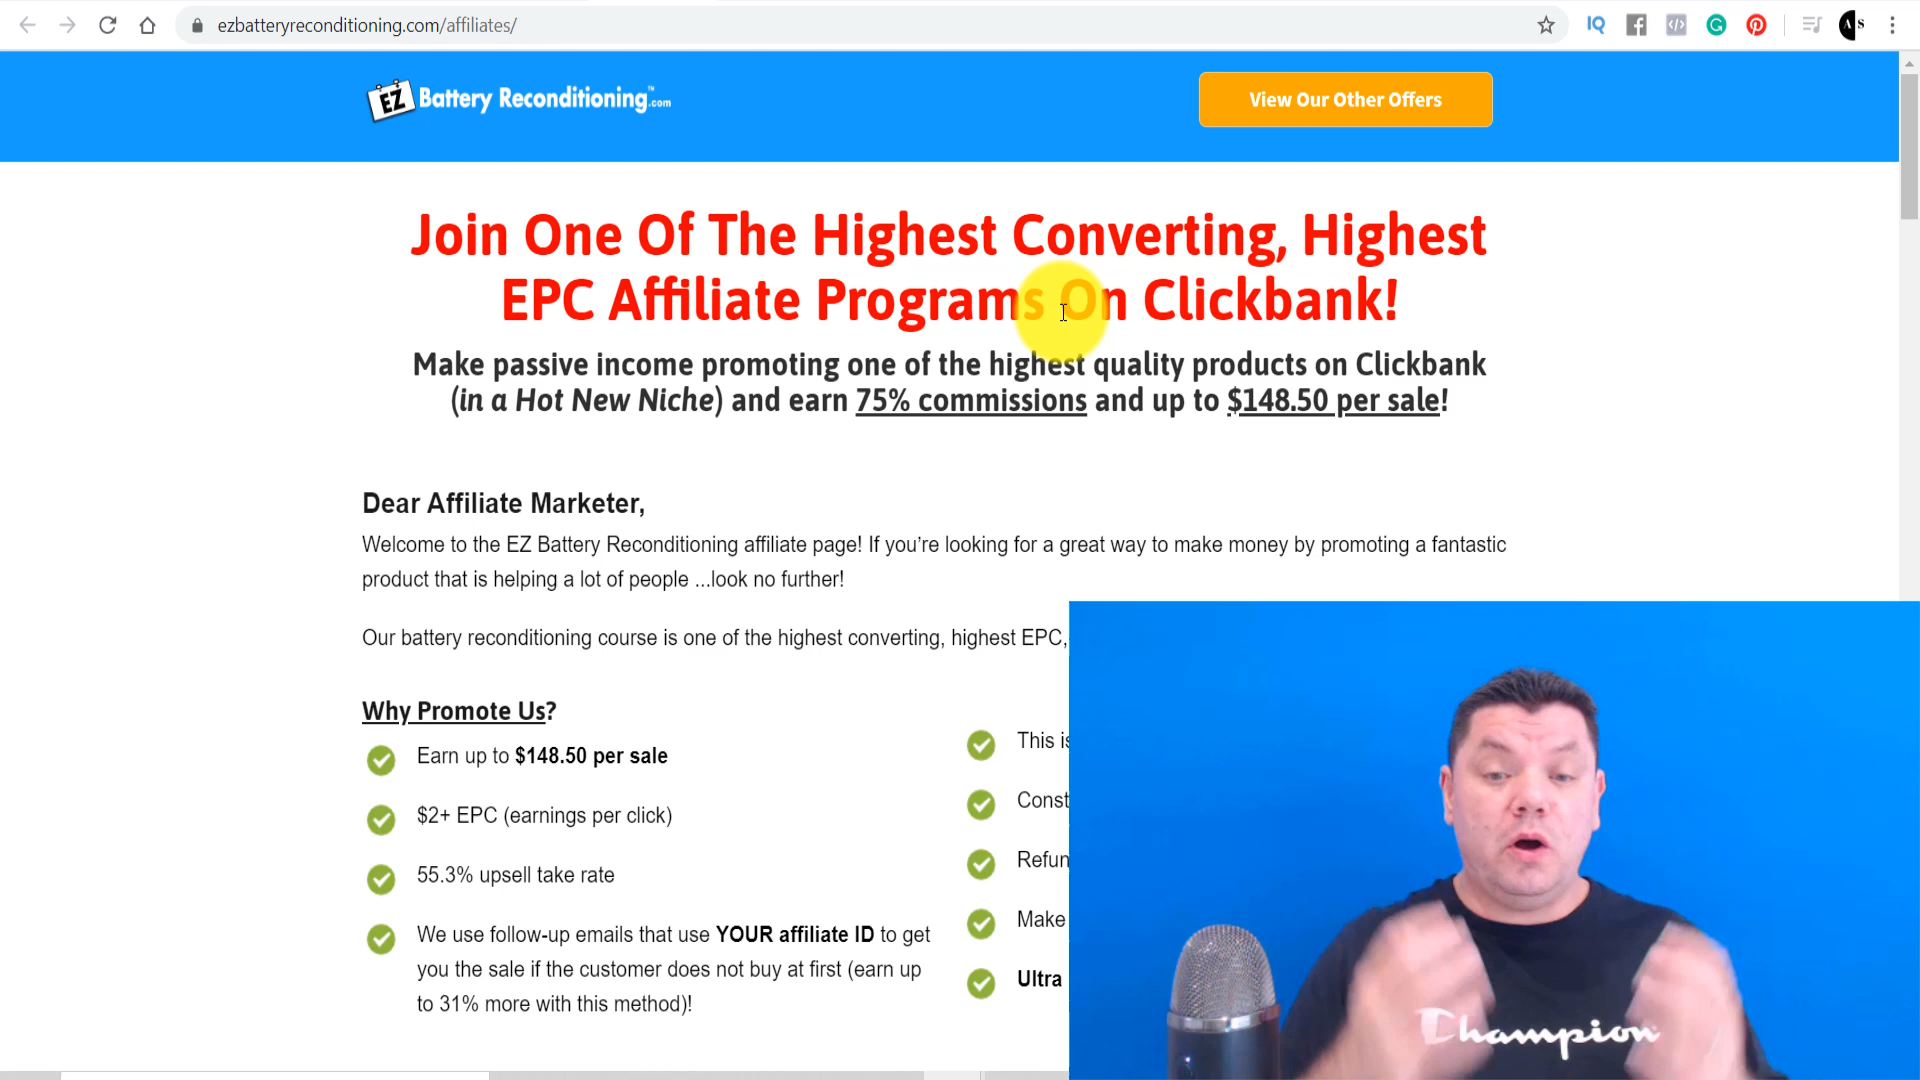 ezbatteryreconditioning.com/affiliates/
IQ
</>
G
A S
EZ Battery Reconditioning™.com
View Our Other Offers
Join One Of The Highest Converting, Highest
EPC Affiliate Programs On Clickbank!
Make passive income promoting one of the highest quality products on Clickbank
(in a Hot New Niche) and earn 75% commissions and up to $148.50 per sale!
Dear Affiliate Marketer,
Welcome to the EZ Battery Reconditioning affiliate page! If you're looking for a great way to make money by promoting a fantastic
product that is helping a lot of people ...look no further!
Our battery reconditioning course is one of the highest converting, highest EPC,
Why Promote Us?
Earn up to $148.50 per sale
$2+ EPC (earnings per click)
55.3% upsell take rate
We use follow-up emails that use YOUR affiliate ID to get
you the sale if the customer does not buy at first (earn up
to 31% more with this method)!
This is
Const
Refun
Make
Ultra
Champion